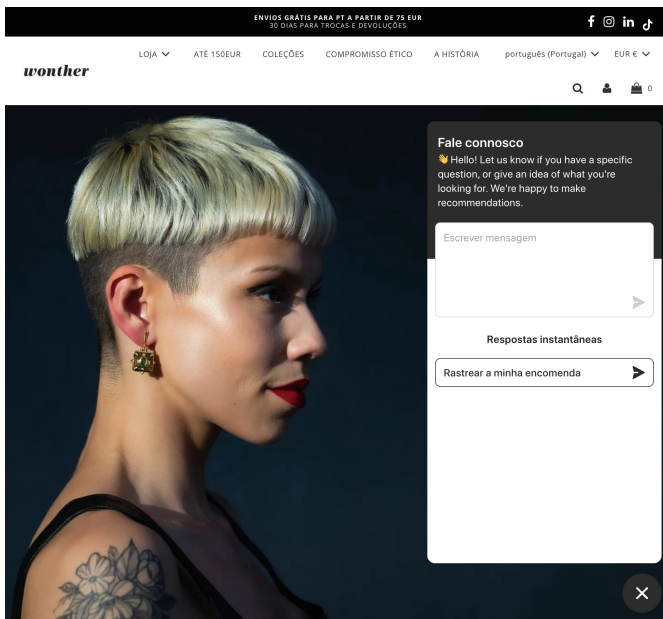 ENVIOS GRÁTIS PARA PT A PARTIR DE 75 EUR
30 DIAS PARA TROCAS E DEVOLUÇÕES
LOJA
ATÉ 150EUR
COLEÇÕES
COMPROMISSO ÉTICO
A HISTÓRIA
português (Portugal)
EUR €
wonther
0
Fale connosco
👋 Hello! Let us know if you have a specific
question, or give an idea of what you're
looking for. We're happy to make
recommendations.
Escrever mensagem
Respostas instantâneas
Rastrear a minha encomenda